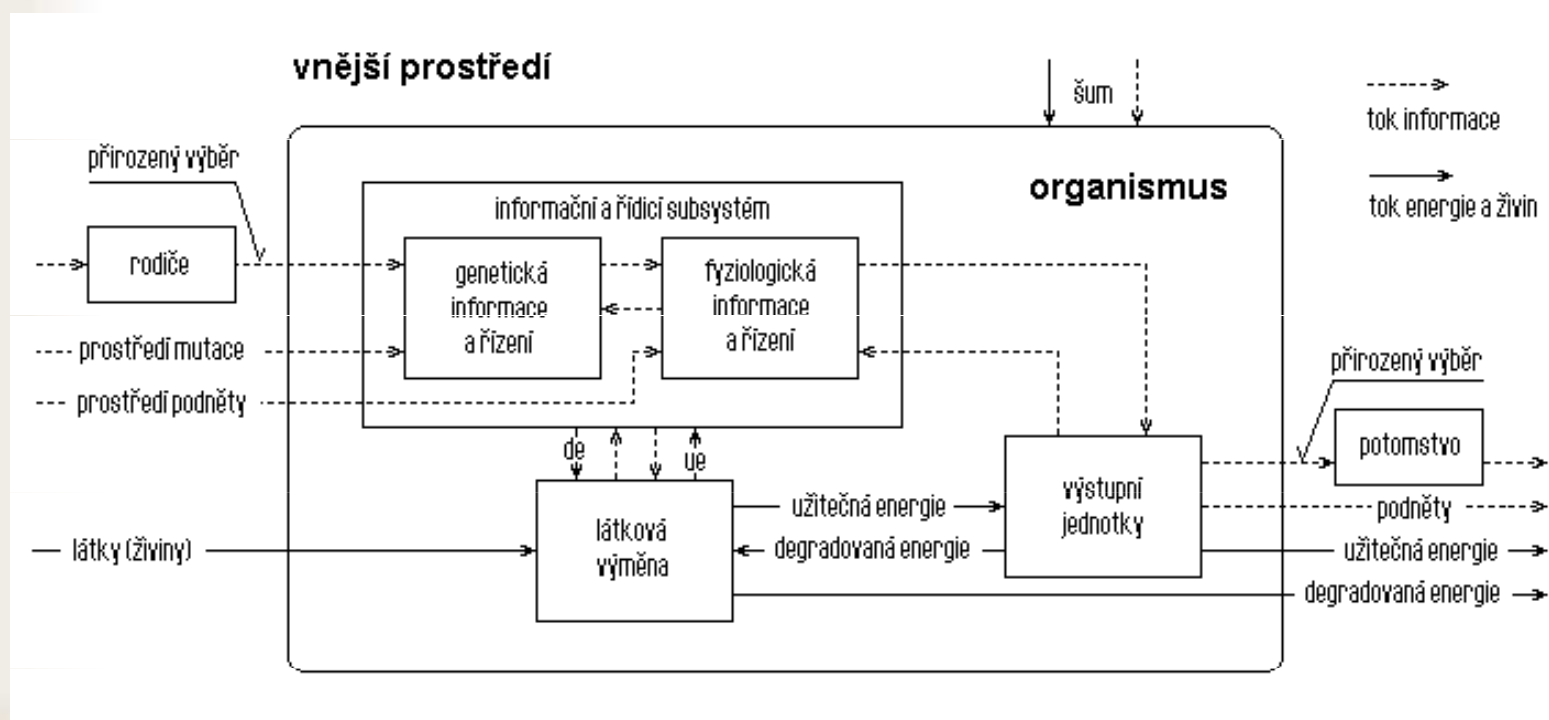 vnější prostředí
šum
tok informace
tok energie a živin
organismus
přirozený výběr
informační a řídicí subsystém
rodiče
genetická
informace
a řízení
fyziologická
informace
a řízení
prostředí mutace
prostředí podněty
přirozený výběr
potomstvo
de
ue
výstupní
jednotky
podněty
látky (živiny)
látková
výměna
užitečná energie
degradovaná energie
užitečná energie
degradovaná energie